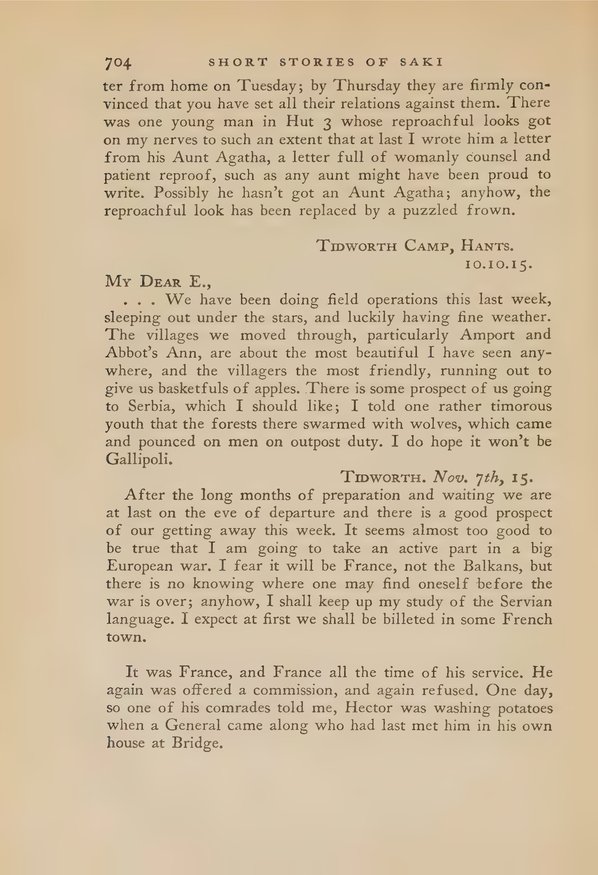 704 SHORT STORIES OF SAKI
ter from home on Tuesday; by Thursday they are firmly con-
vinced that you have set all their relations against them. There
was one young man in Hut 3 whose reproachful looks got
on my nerves to such an extent that at last I wrote him a letter
from his Aunt Agatha, a letter full of womanly counsel and
patient reproof, such as any aunt might have been proud to
write. Possibly he hasn't got an Aunt Agatha; anyhow, the
reproachful look has been replaced by a puzzled frown.
Tidworth Camp, Hants.
10.10.15.
My Dear E.,
. . . We have been doing field operations this last week,
sleeping out under the stars, and luckily having fine weather.
The villages we moved through, particularly Amport and
Abbot's Ann, are about the most beautiful I have seen any-
where, and the villagers the most friendly, running out to
give us basketfuls of apples. There is some prospect of us going
to Serbia, which I should like; I told one rather timorous
youth that the forests there swarmed with wolves, which came
and pounced on men on outpost duty. I do hope it won't be
Gallipoli.
Tidworth. Nov. 7th, 15.
After the long months of preparation and waiting we are
at last on the eve of departure and there is a good prospect
of our getting away this week. It seems almost too good to
be true that I am going to take an active part in a big
European war. I fear it will be France, not the Balkans, but
there is no knowing where one may find oneself before the
war is over; anyhow, I shall keep up my study of the Servian
language. I expect at first we shall be billeted in some French
town.
It was France, and France all the time of his service. He
again was offered a commission, and again refused. One day,
so one of his comrades told me, Hector was washing potatoes
when a General came along who had last met him in his own
house at Bridge.